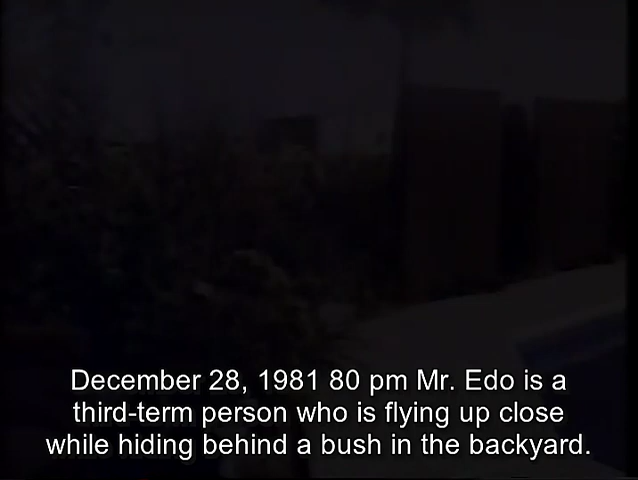 December 28, 1981 80 pm Mr. Edo is a
third-term person who is flying up close
while hiding behind a bush in the backyard.